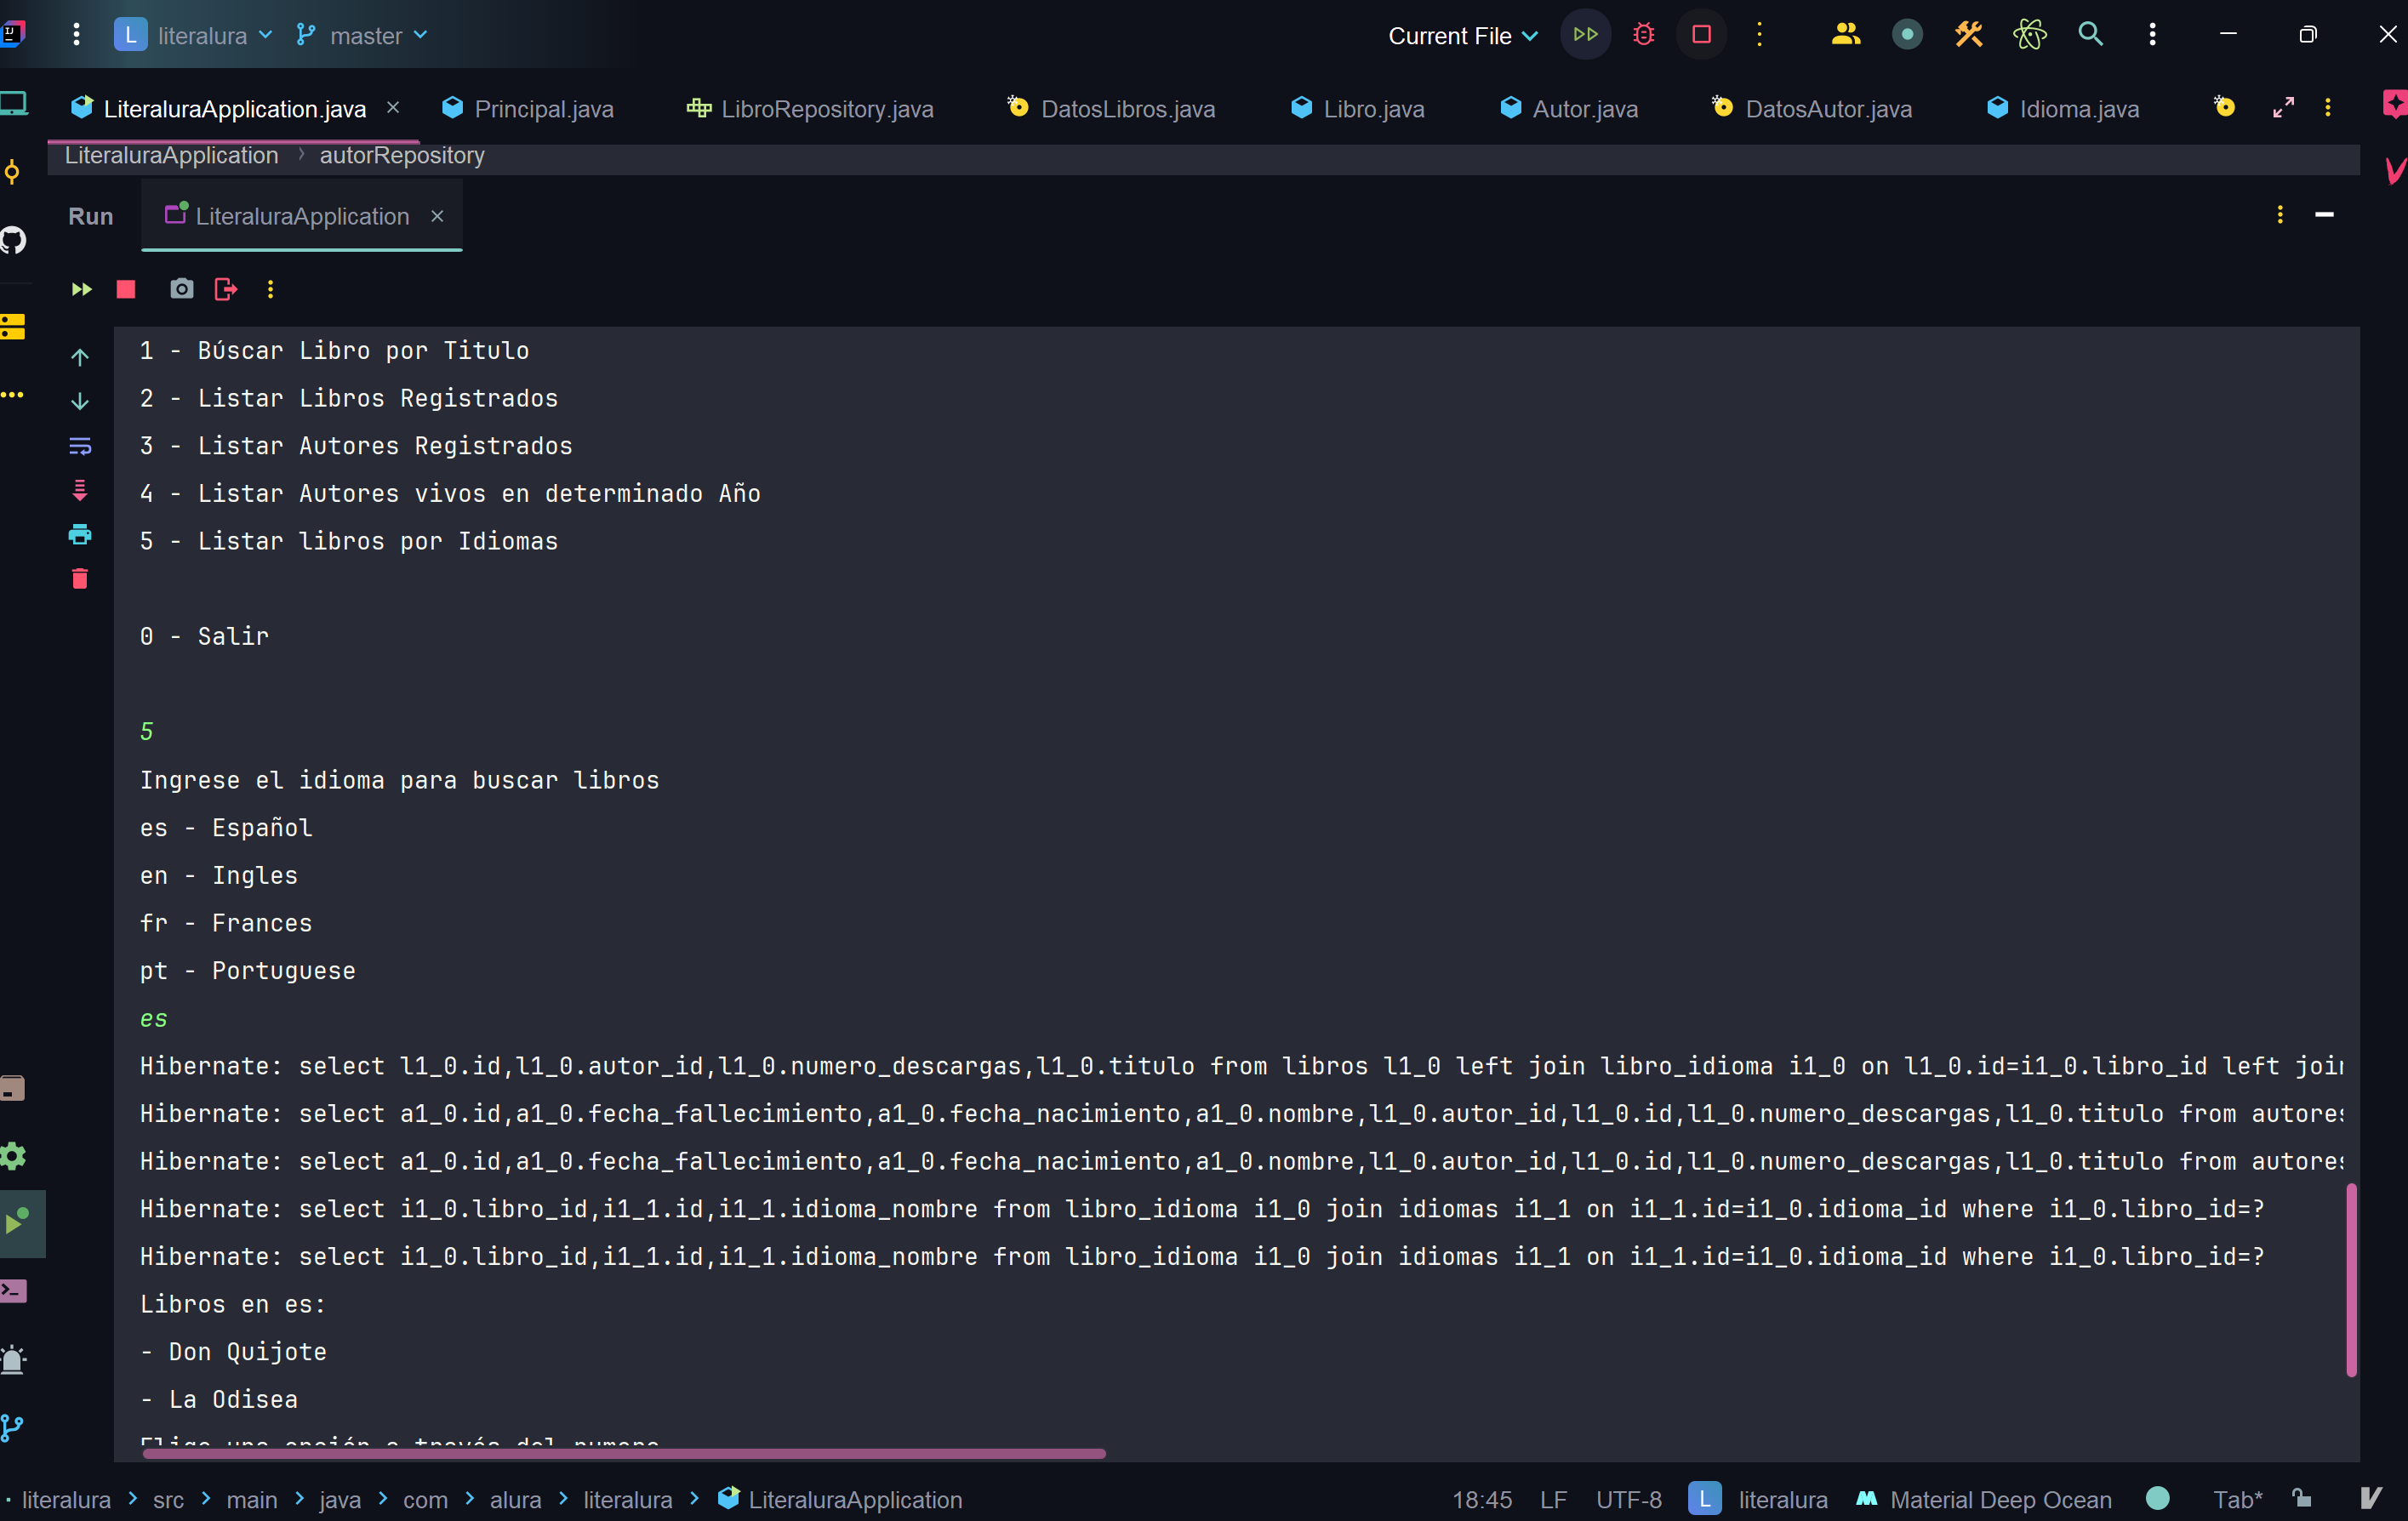 L literalura master Current File
LiteraluraApplication.java Principal.java LibroRepository.java DatosLibros.java Libro.java Autor.java DatosAutor.java Idioma.java
LiteraluraApplication autorRepository
Run LiteraluraApplication
1 - Búscar Libro por Titulo
2 - Listar Libros Registrados
3 - Listar Autores Registrados
4 - Listar Autores vivos en determinado Año
5 - Listar libros por Idiomas
0 - Salir
5
Ingrese el idioma para buscar libros
es - Español
en - Ingles
fr - Frances
pt - Portuguese
es
Hibernate: select l1_0.id,l1_0.autor_id,l1_0.numero_descargas,l1_0.titulo from libros l1_0 left join libro_idioma i1_0 on l1_0.id=i1_0.libro_id left join
Hibernate: select a1_0.id,a1_0.fecha_fallecimiento,a1_0.fecha_nacimiento,a1_0.nombre,l1_0.autor_id,l1_0.id,l1_0.numero_descargas,l1_0.titulo from autores
Hibernate: select a1_0.id,a1_0.fecha_fallecimiento,a1_0.fecha_nacimiento,a1_0.nombre,l1_0.autor_id,l1_0.id,l1_0.numero_descargas,l1_0.titulo from autores
Hibernate: select i1_0.libro_id,i1_1.id,i1_1.idioma_nombre from libro_idioma i1_0 join idiomas i1_1 on i1_1.id=i1_0.idioma_id where i1_0.libro_id=?
Hibernate: select i1_0.libro_id,i1_1.id,i1_1.idioma_nombre from libro_idioma i1_0 join idiomas i1_1 on i1_1.id=i1_0.idioma_id where i1_0.libro_id=?
Libros en es:
- Don Quijote
- La Odisea
Elige una opción a través del numero
literalura src main java com alura literalura LiteraluraApplication 18:45 LF UTF-8 L literalura Material Deep Ocean Tab*